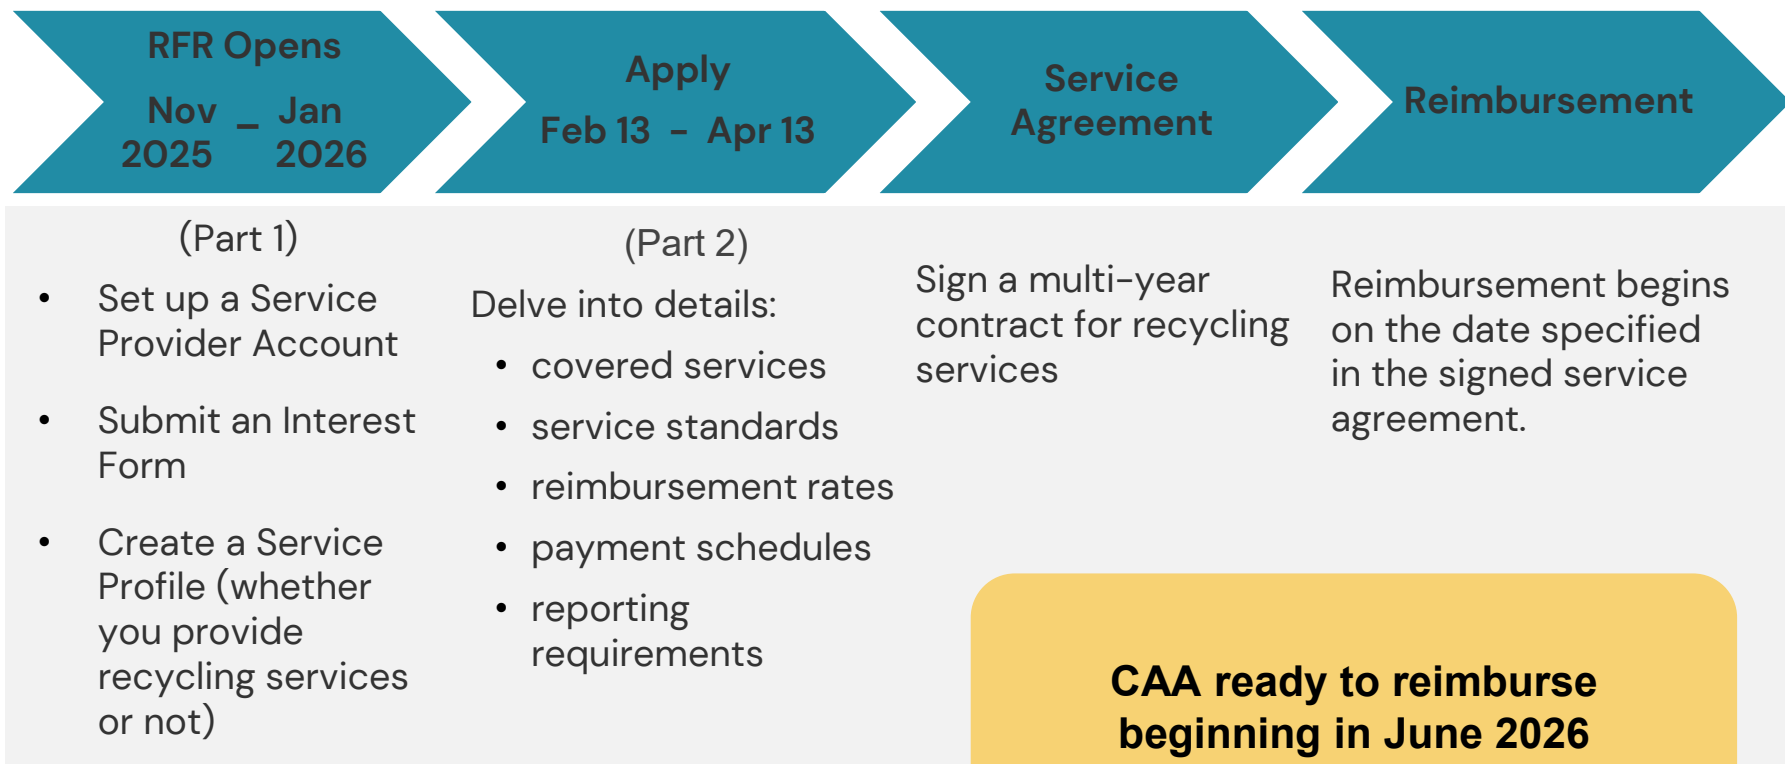 RFR Opens
Nov 2025 – Jan 2026
Apply
Feb 13 - Apr 13
Service
Agreement
Reimbursement
(Part 1)
• Set up a Service
Provider Account
• Submit an Interest
Form
• Create a Service
Profile (whether
you provide
recycling services
or not)
(Part 2)
Delve into details:
• covered services
• service standards
• reimbursement rates
• payment schedules
• reporting
requirements
Sign a multi-year
contract for recycling
services
Reimbursement begins
on the date specified
in the signed service
agreement.
CAA ready to reimburse
beginning in June 2026